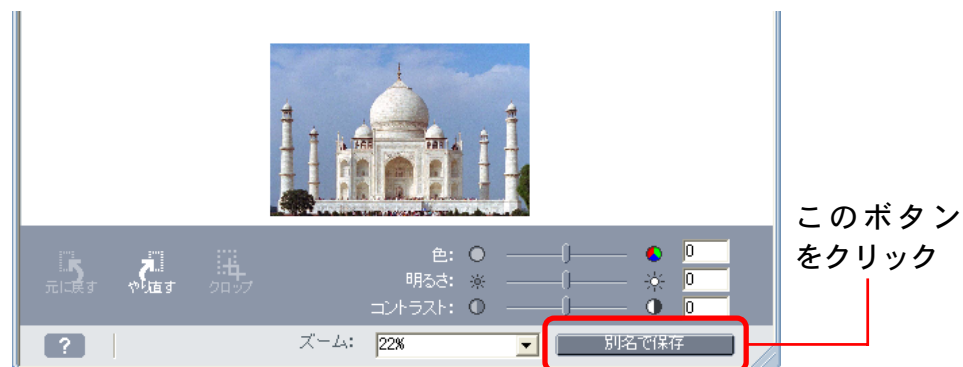 このボタン
をクリック
元に戻す
やり直す
クロップ
色: 0
明るさ: 0
コントラスト: 0
? ズーム: 22% 別名で保存